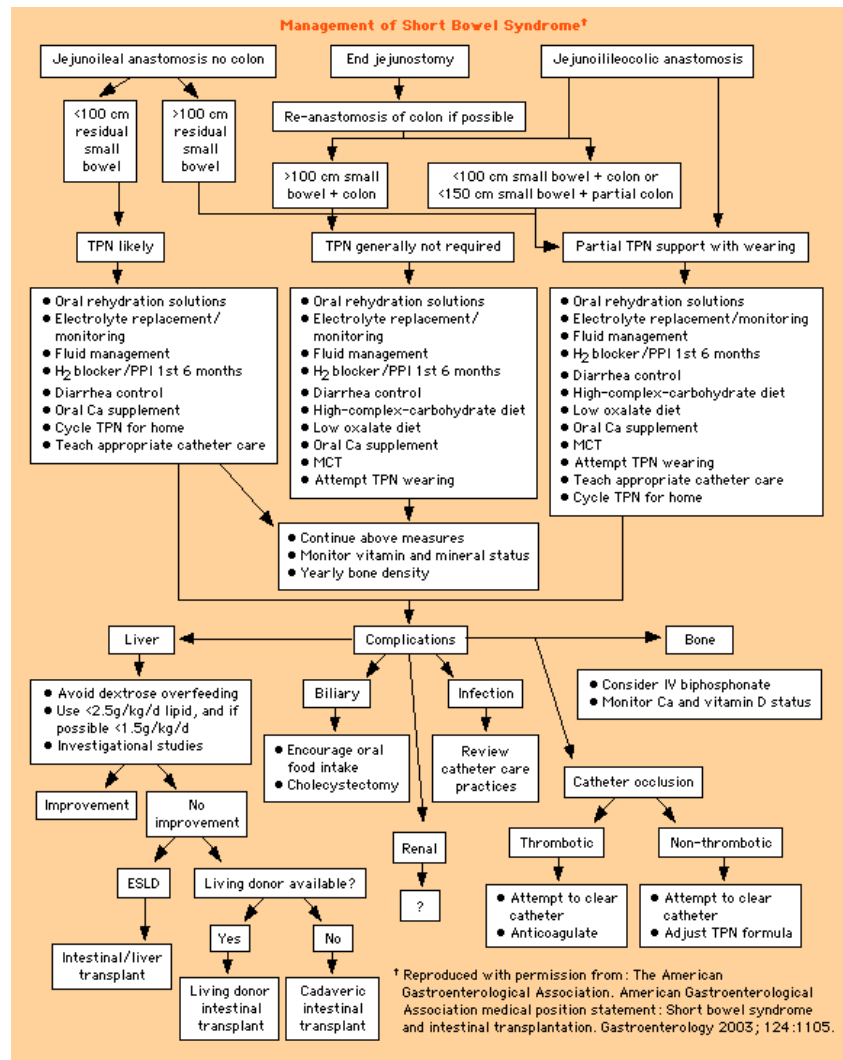 Management of Short Bowel Syndrome†
Jejunoileal anastomosis no colon
End jejunostomy
Jejunoilileocolic anastomosis
<100 cm
residual
small
bowel
>100 cm
residual
small
bowel
Re-anastomosis of colon if possible
>100 cm small
bowel + colon
<100 cm small bowel + colon or
<150 cm small bowel + partial colon
TPN likely
TPN generally not required
Partial TPN support with wearing
● Oral rehydration solutions
● Electrolyte replacement/
monitoring
● Fluid management
● H2 blocker/PPI 1st 6 months
● Diarrhea control
● Oral Ca supplement
● Cycle TPN for home
● Teach appropriate catheter care
● Oral rehydration solutions
● Electrolyte replacement/
monitoring
● Fluid management
● H2 blocker/PPI 1st 6 months
● Diarrhea control
● High-complex-carbohydrate diet
● Low oxalate diet
● Oral Ca supplement
● MCT
● Attempt TPN wearing
● Oral rehydration solutions
● Electrolyte replacement/monitoring
● Fluid management
● H2 blocker/PPI 1st 6 months
● Diarrhea control
● High-complex-carbohydrate diet
● Low oxalate diet
● Oral Ca supplement
● MCT
● Attempt TPN wearing
● Teach appropriate catheter care
● Cycle TPN for home
● Continue above measures
● Monitor vitamin and mineral status
● Yearly bone density
Liver
Complications
Bone
● Avoid dextrose overfeeding
● Use <2.5g/kg/d lipid, and if
possible <1.5g/kg/d
● Investigational studies
Biliary
Infection
● Consider IV biphosphonate
● Monitor Ca and vitamin D status
● Encourage oral
food intake
● Cholecystectomy
Review
catheter care
practices
Catheter occlusion
Improvement
No
improvement
Renal
Thrombotic
Non-thrombotic
ESLD
Living donor available?
?
● Attempt to clear
catheter
● Anticoagulate
● Attempt to clear
catheter
● Adjust TPN formula
Yes
No
Intestinal/liver
transplant
Living donor
intestinal
transplant
Cadaveric
intestinal
transplant
† Reproduced with permission from: The American
Gastroenterological Association. American Gastroenterological
Association medical position statement: Short bowel syndrome
and intestinal transplantation. Gastroenterology 2003; 124:1105.